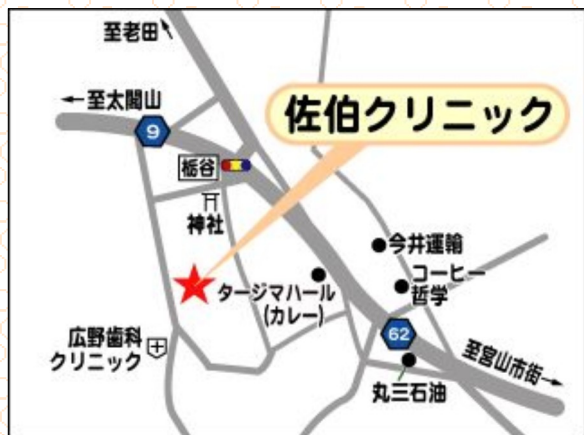 至老田
至太閤山
9
佐伯クリニック
栃谷
神社
今井運輸
コーヒー
哲学
タージマハール
(カレー)
62
広野歯科
クリニック
至宮山市街
丸三石油